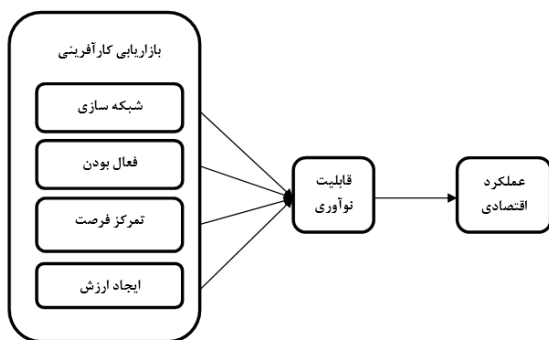 بازاریابی کارآفرینی
شبکه سازی
فعال بودن
تمرکز فرصت
ایجاد ارزش
قابلیت
نوآوری
عملکرد
اقتصادی